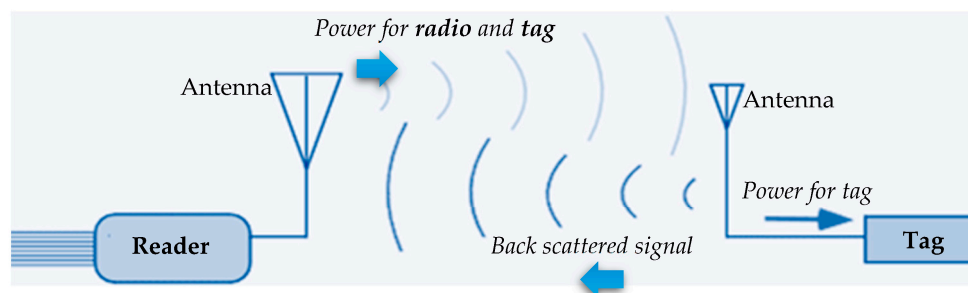 Power for radio and tag
Antenna
Antenna
Power for tag
Reader
Back scattered signal
Tag